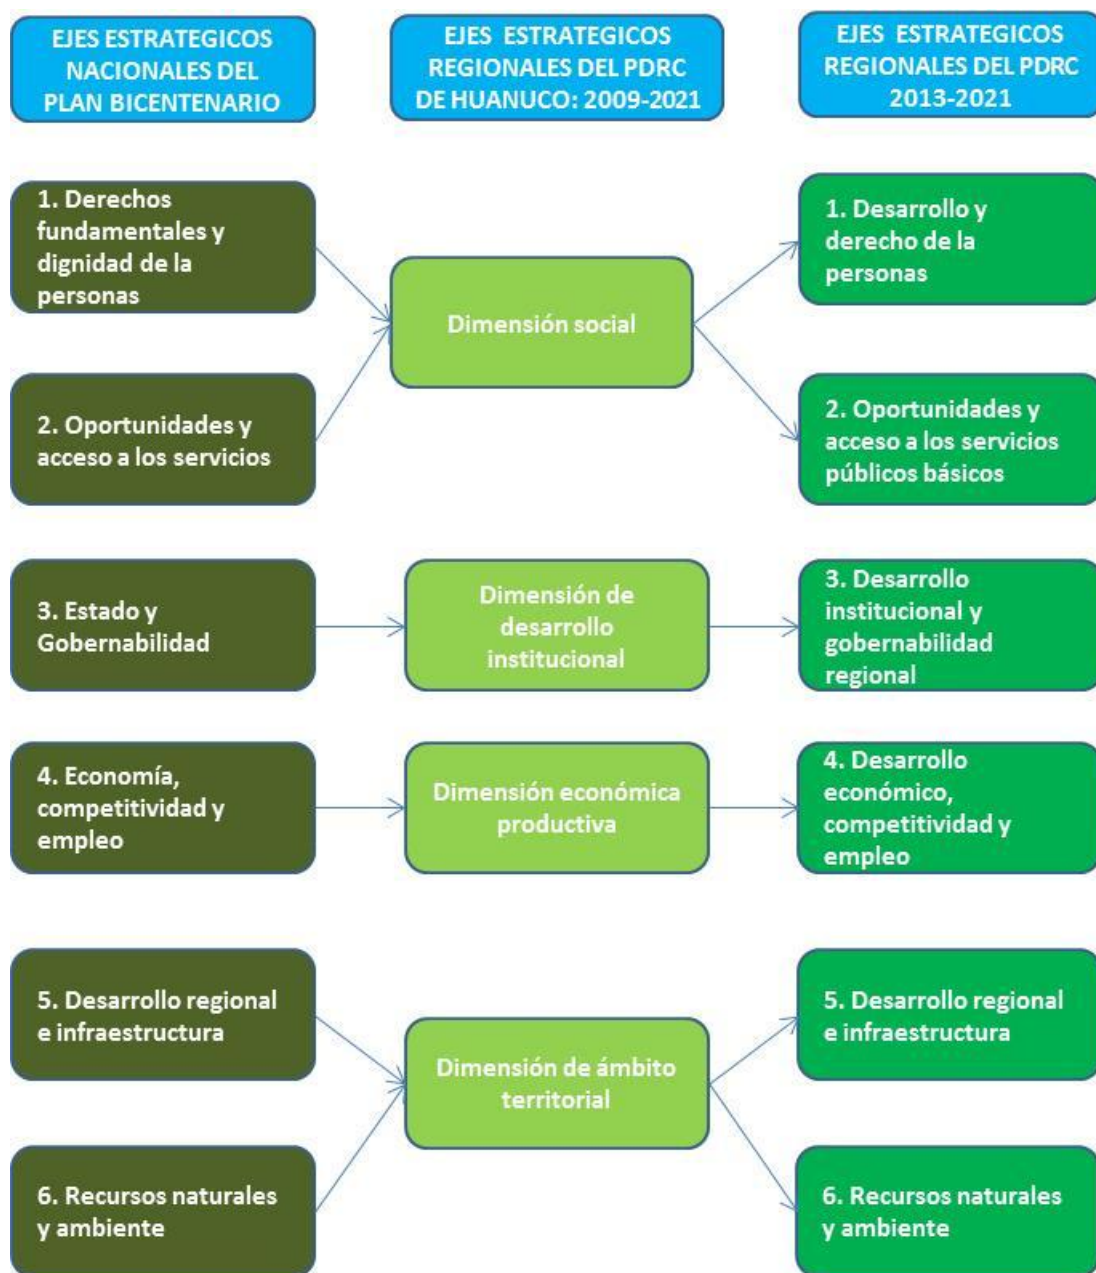 EJES ESTRATEGICOS
NACIONALES DEL
PLAN BICENTENARIO
EJES ESTRATEGICOS
REGIONALES DEL PDRC
DE HUANUCO: 2009-2021
EJES ESTRATEGICOS
REGIONALES DEL PDRC
2013-2021
1. Derechos
fundamentales y
dignidad de la
personas
Dimensión social
1. Desarrollo y
derecho de la
personas
2. Oportunidades y
acceso a los servicios
2. Oportunidades y
acceso a los servicios
públicos básicos
3. Estado y
Gobernabilidad
Dimensión de
desarrollo
institucional
3. Desarrollo
institucional y
gobernabilidad
regional
4. Economía,
competitividad y
empleo
Dimensión económica
productiva
4. Desarrollo
económico,
competitividad y
empleo
5. Desarrollo regional
e infraestructura
Dimensión de ámbito
territorial
5. Desarrollo regional
e infraestructura
6. Recursos naturales
y ambiente
6. Recursos naturales
y ambiente